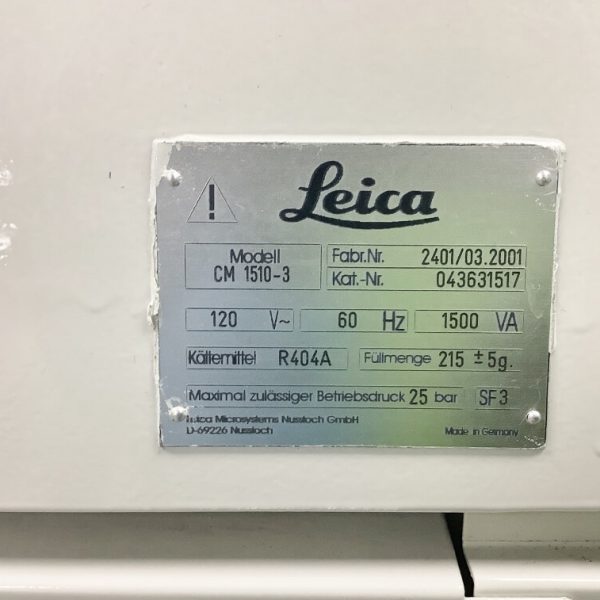 Leica
Modell
CM 1510-3
Fabr.Nr. 2401/03.2001
Kat.-Nr. 043631517
120 V~ 60 Hz 1500 VA
Kältemittel R404A Füllmenge 215 ±5g.
Maximal zulässiger Betriebsdruck 25 bar SF3
Leica Microsystems Nussloch GmbH
D-69226 Nussloch
Made in Germany